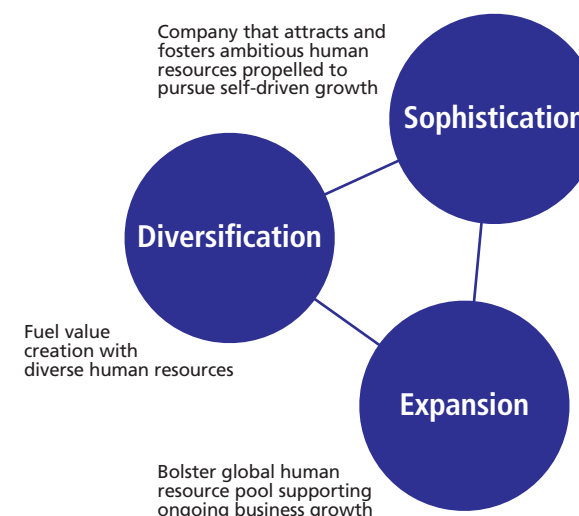 Company that attracts and
fosters ambitious human
resources propelled to
pursue self-driven growth
Sophistication
Diversification
Fuel value
creation with
diverse human resources
Expansion
Bolster global human
resource pool supporting
ongoing business growth